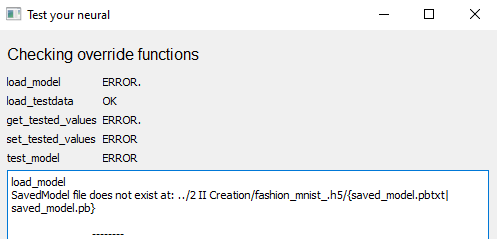 Test your neural
Checking override functions
load_model ERROR.
load_testdata OK
get_tested_values ERROR.
set_tested_values ERROR
test_model ERROR
load_model
SavedModel file does not exist at: ../2 II Creation/fashion_mnist_.h5/{saved_model.pbtxt|
saved_model.pb}
--------